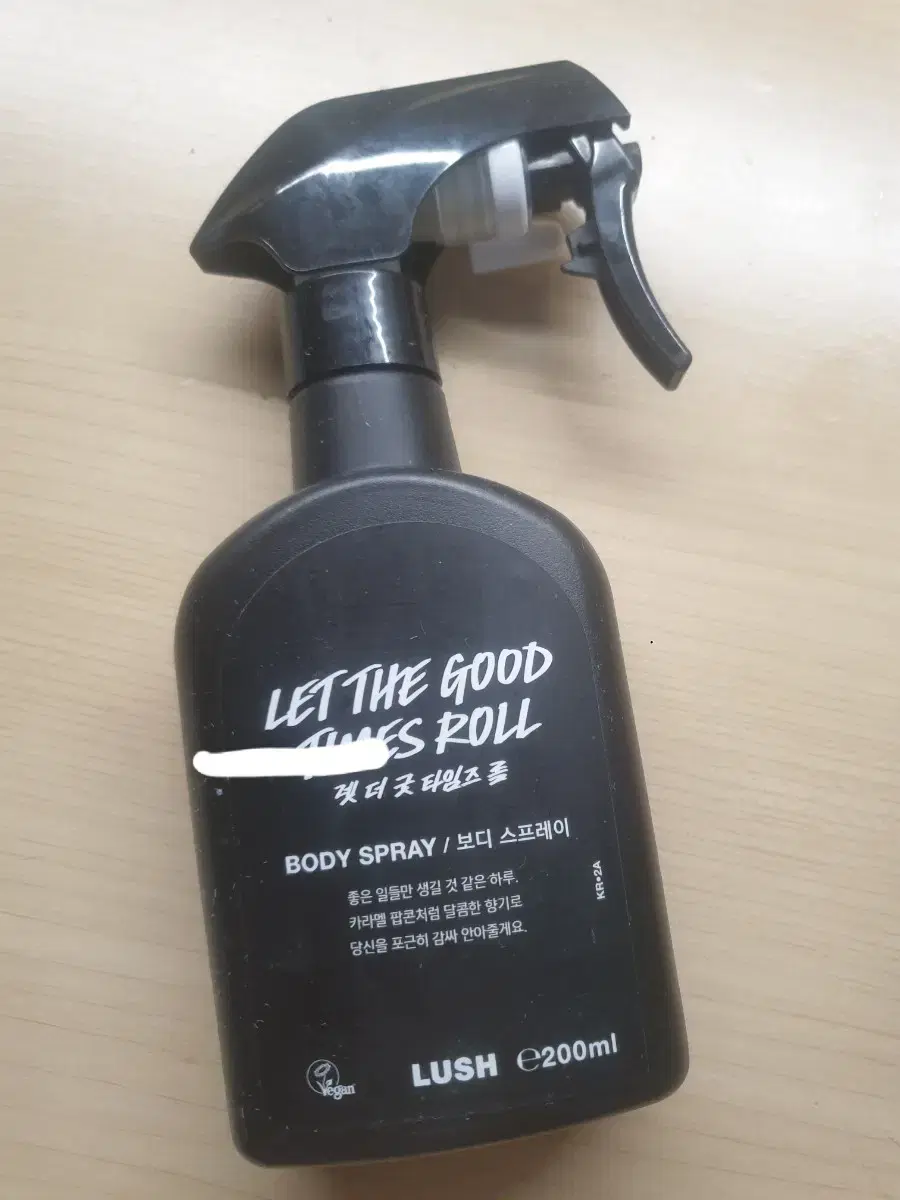 LET THE GOOD
TIMES ROLL
렛 더 굿 타임즈 롤
BODY SPRAY / 보디 스프레이
좋은 일들만 생길 것 같은 하루.
카라멜 팝콘처럼 달콤한 향기로
당신을 포근히 감싸 안아줄게요.
KR•2A
Vegan
LUSH ℮200ml